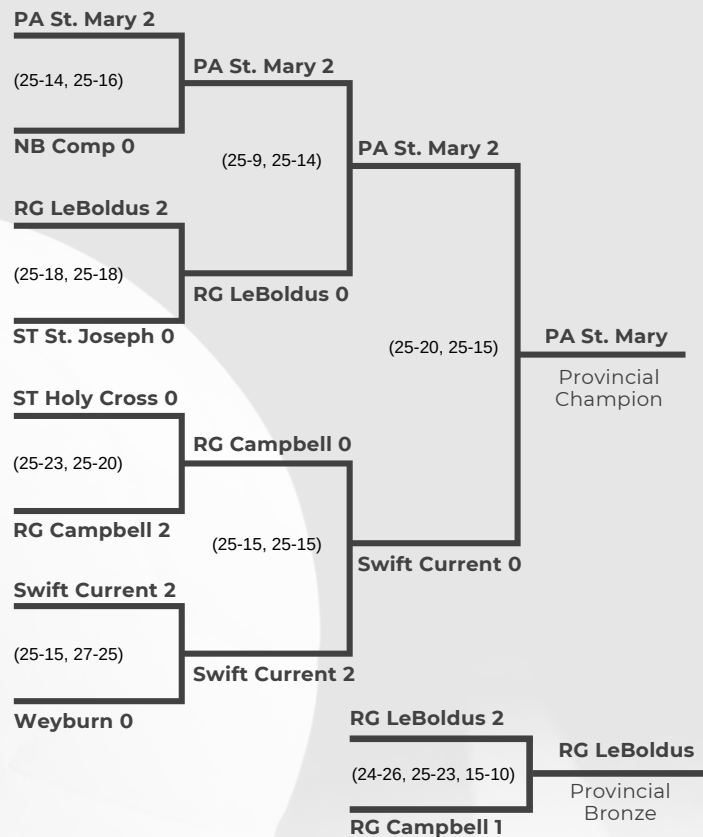 PA St. Mary 2
(25-14, 25-16)
NB Comp 0
RG LeBoldus 2
(25-18, 25-18)
ST St. Joseph 0
ST Holy Cross 0
(25-23, 25-20)
RG Campbell 2
Swift Current 2
(25-15, 27-25)
Weyburn 0
PA St. Mary 2
(25-9, 25-14)
RG LeBoldus 0
RG Campbell 0
(25-15, 25-15)
Swift Current 2
PA St. Mary 2
(25-20, 25-15)
Swift Current 0
PA St. Mary
Provincial
Champion
RG LeBoldus 2
(24-26, 25-23, 15-10)
RG Campbell 1
RG LeBoldus
Provincial
Bronze